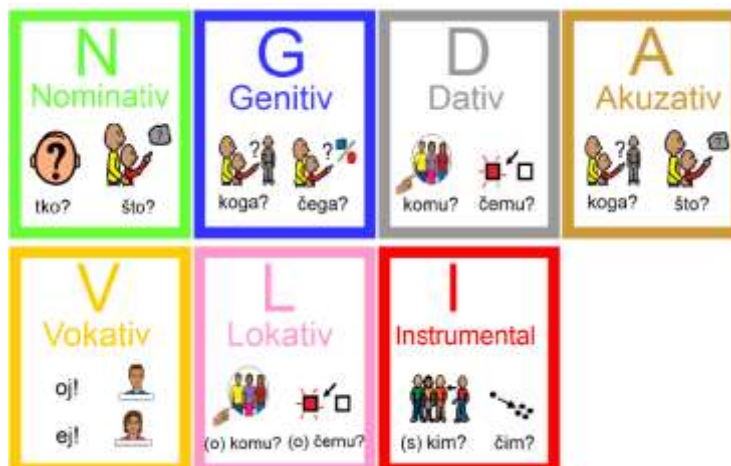 N
Nominativ
tko? što?
G
Genitiv
koga? čega?
D
Dativ
komu? čemu?
A
Akuzativ
koga? što?
V
Vokativ
oj!
ej!
L
Lokativ
(o) komu? (o) čemu?
I
Instrumental
(s) kim? čim?